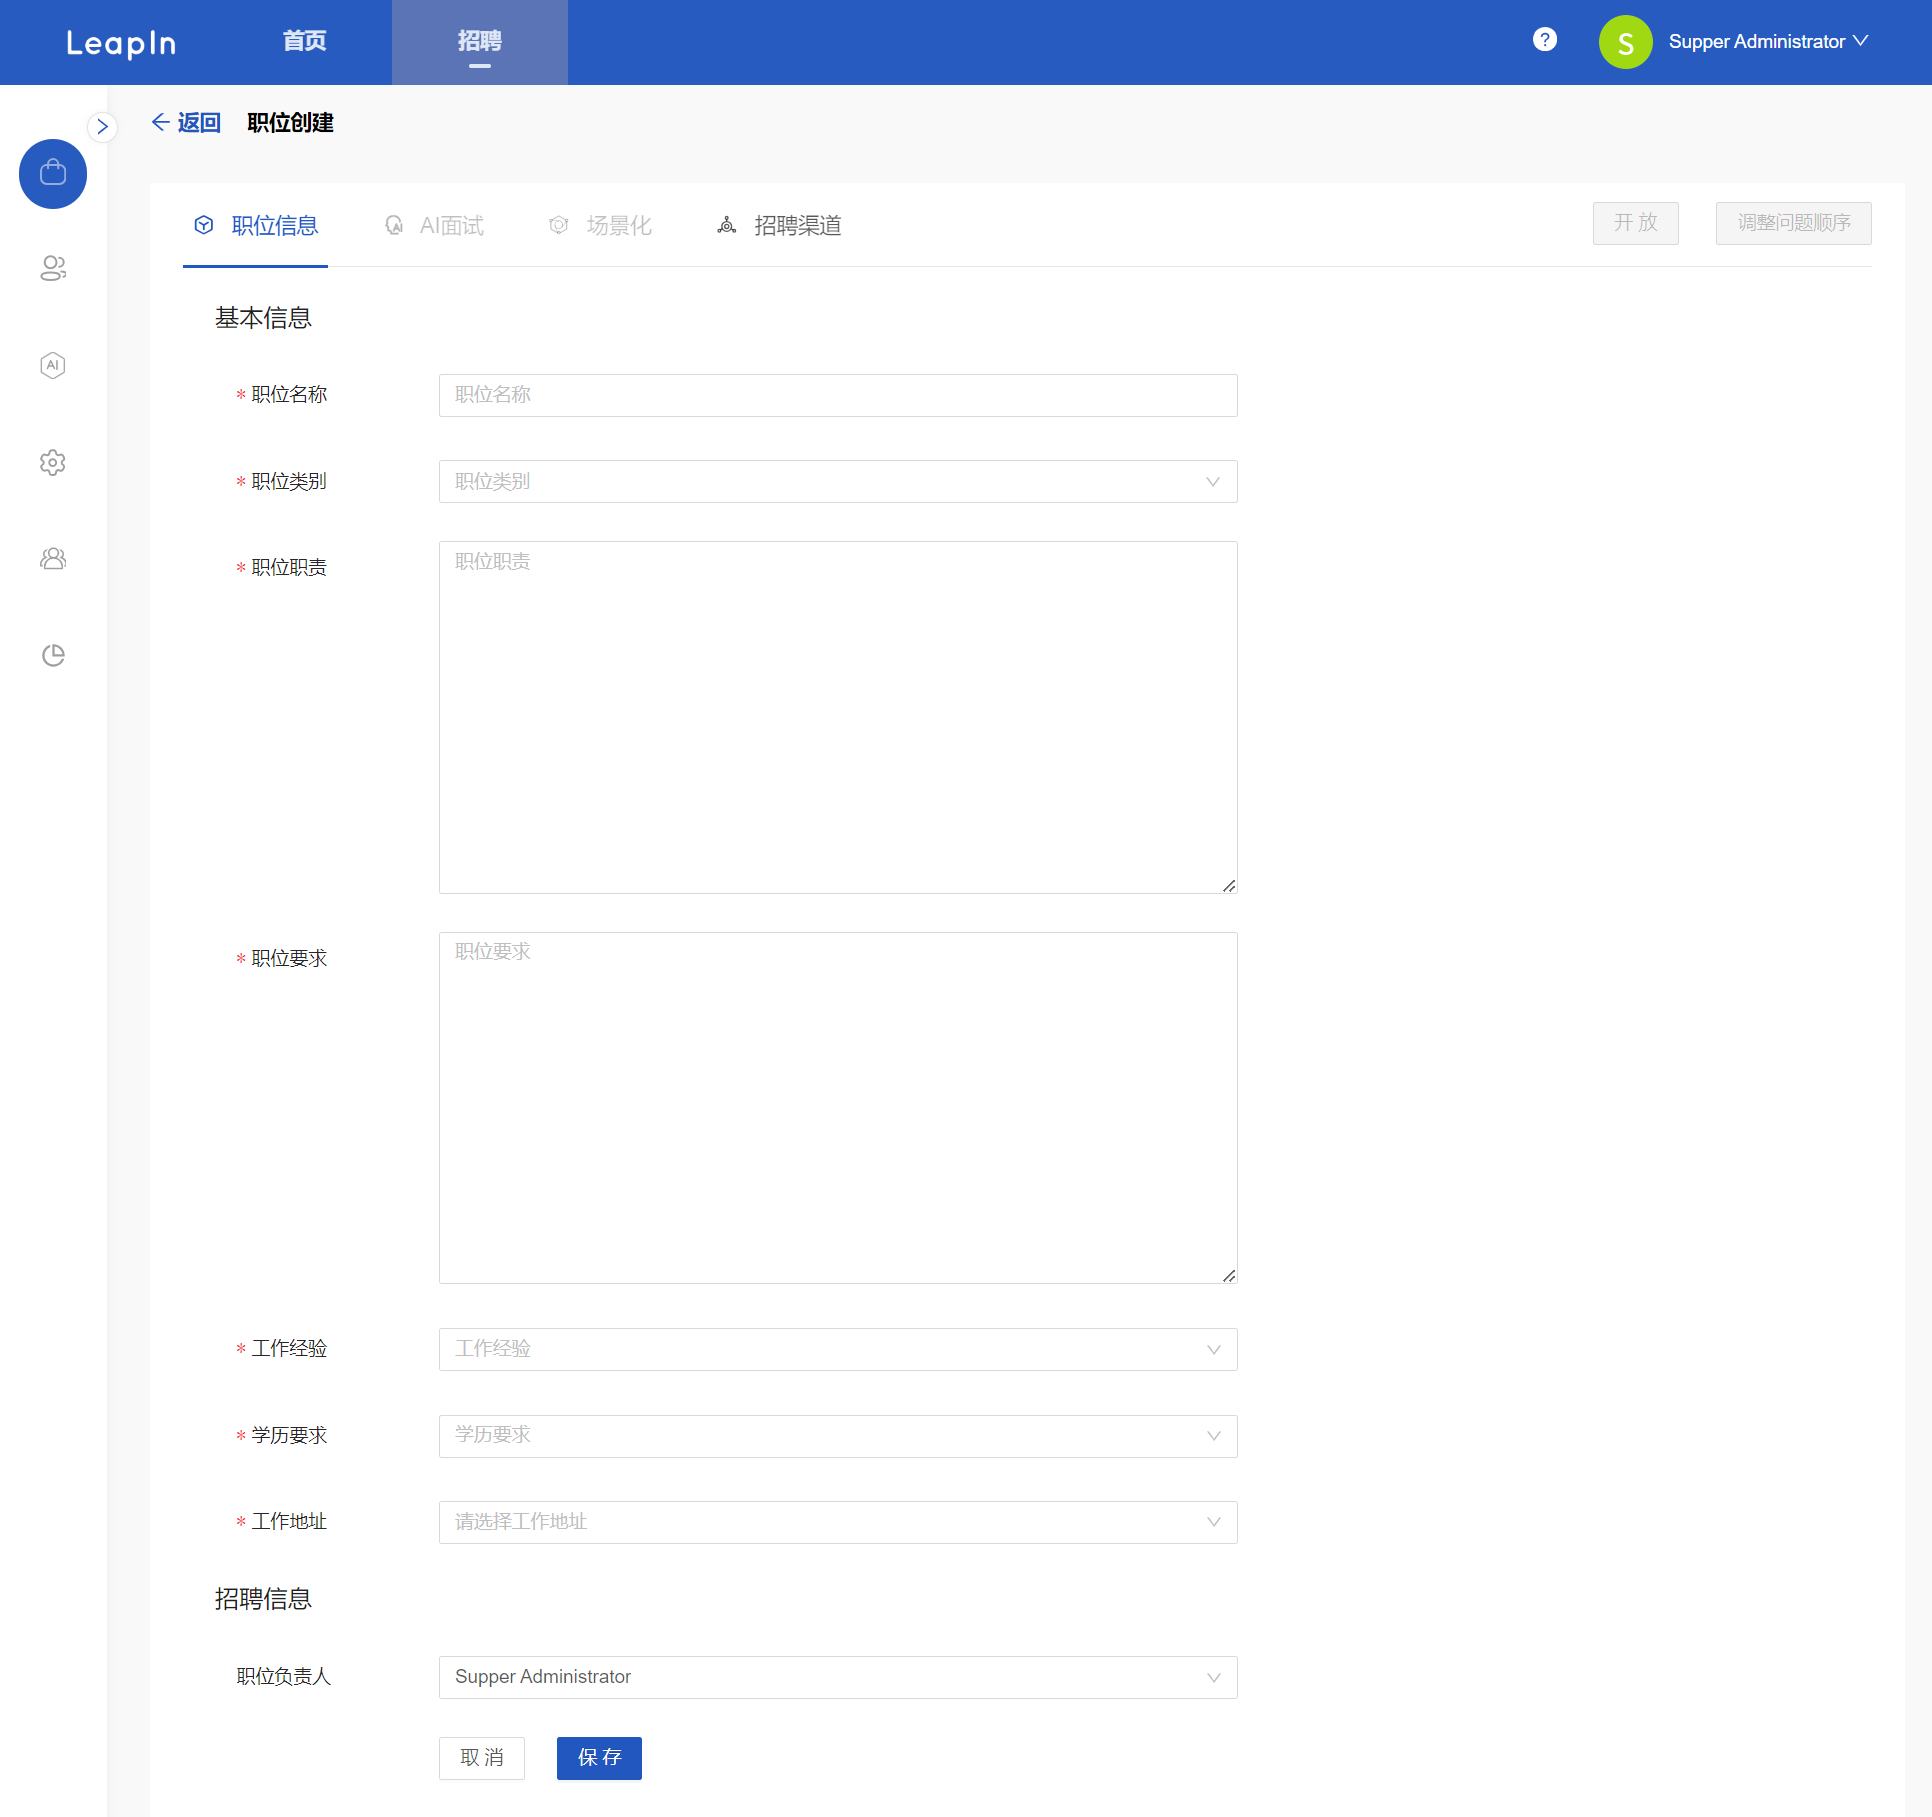 LeapIn 首页 招聘 ? S Supper Administrator
返回 职位创建
职位信息 AI面试 场景化 招聘渠道 开 放 调整问题顺序
基本信息
* 职位名称 职位名称
* 职位类别 职位类别
* 职位职责 职位职责
* 职位要求 职位要求
* 工作经验 工作经验
* 学历要求 学历要求
* 工作地址 请选择工作地址
招聘信息
职位负责人 Supper Administrator
取 消 保 存
AI